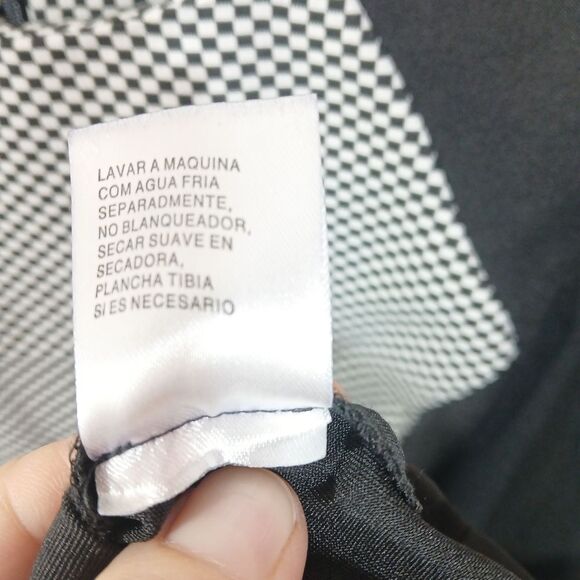 LAVAR A MAQUINA
COM AGUA FRIA
SEPARADMENTE,
NO BLANQUEADOR,
SECAR SUAVE EN
SECADORA,
PLANCHA TIBIA
SI ES NECESARIO